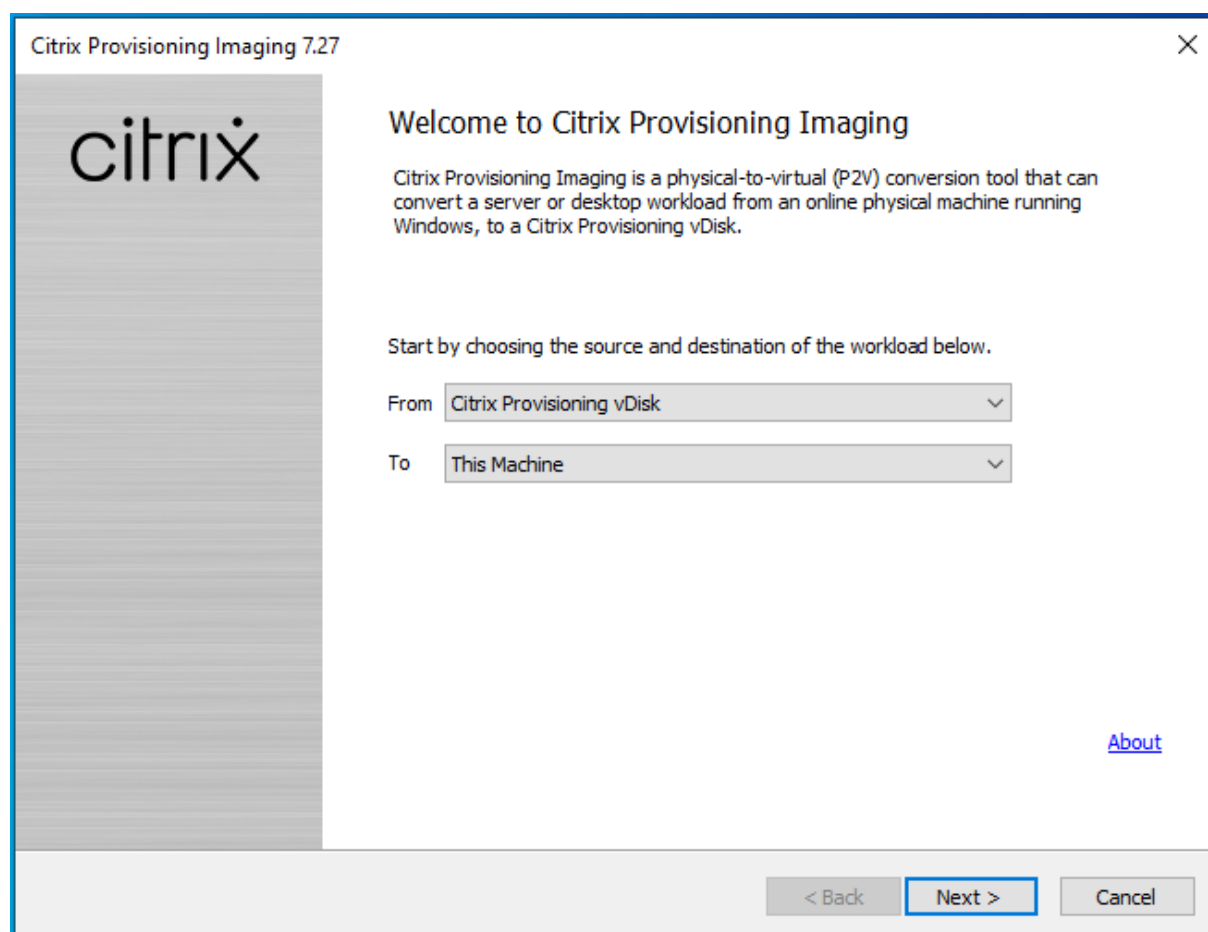 Citrix Provisioning Imaging 7.27
citrix
Welcome to Citrix Provisioning Imaging
Citrix Provisioning Imaging is a physical-to-virtual (P2V) conversion tool that can
convert a server or desktop workload from an online physical machine running
Windows, to a Citrix Provisioning vDisk.
Start by choosing the source and destination of the workload below.
From Citrix Provisioning vDisk
To This Machine
About
< Back Next > Cancel